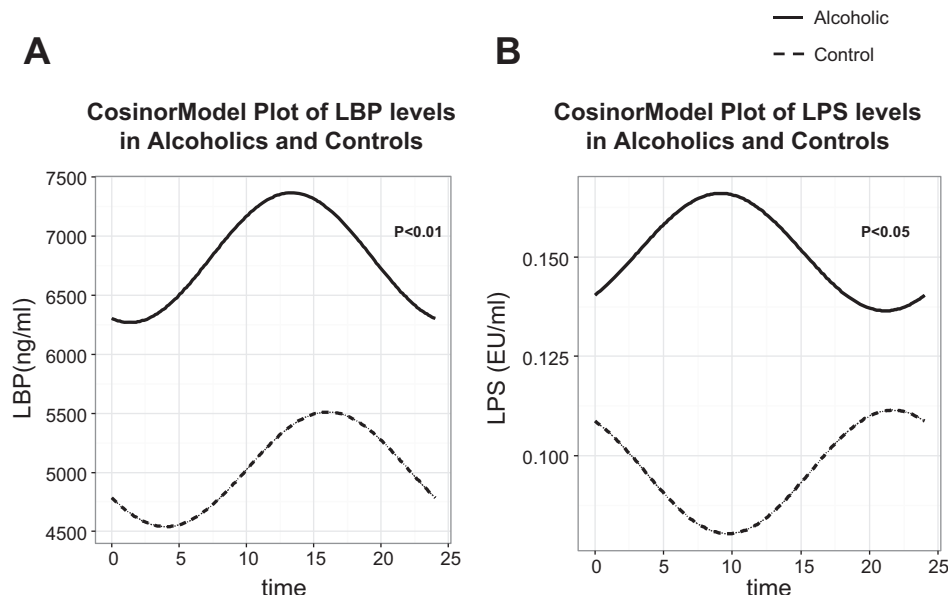 Alcoholic
Control
A
B
CosinorModel Plot of LBP levels
in Alcoholics and Controls
CosinorModel Plot of LPS levels
in Alcoholics and Controls
LBP(ng/ml)
7500
7000
6500
6000
5500
5000
4500
P<0.01
0 5 10 15 20 25
time
LPS (EU/ml)
0.150
0.125
0.100
P<0.05
0 5 10 15 20 25
time